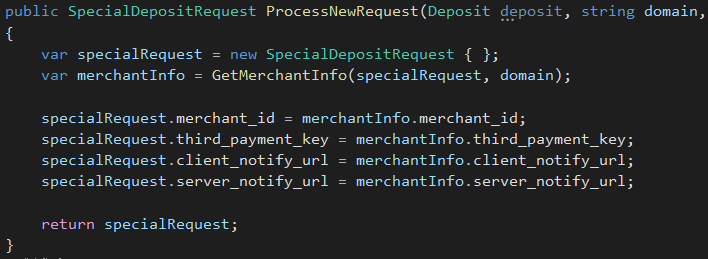 public SpecialDepositRequest ProcessNewRequest(Deposit deposit, string domain,
{
var specialRequest = new SpecialDepositRequest { };
var merchantInfo = GetMerchantInfo(specialRequest, domain);
specialRequest.merchant_id = merchantInfo.merchant_id;
specialRequest.third_payment_key = merchantInfo.third_payment_key;
specialRequest.client_notify_url = merchantInfo.client_notify_url;
specialRequest.server_notify_url = merchantInfo.server_notify_url;
return specialRequest;
}